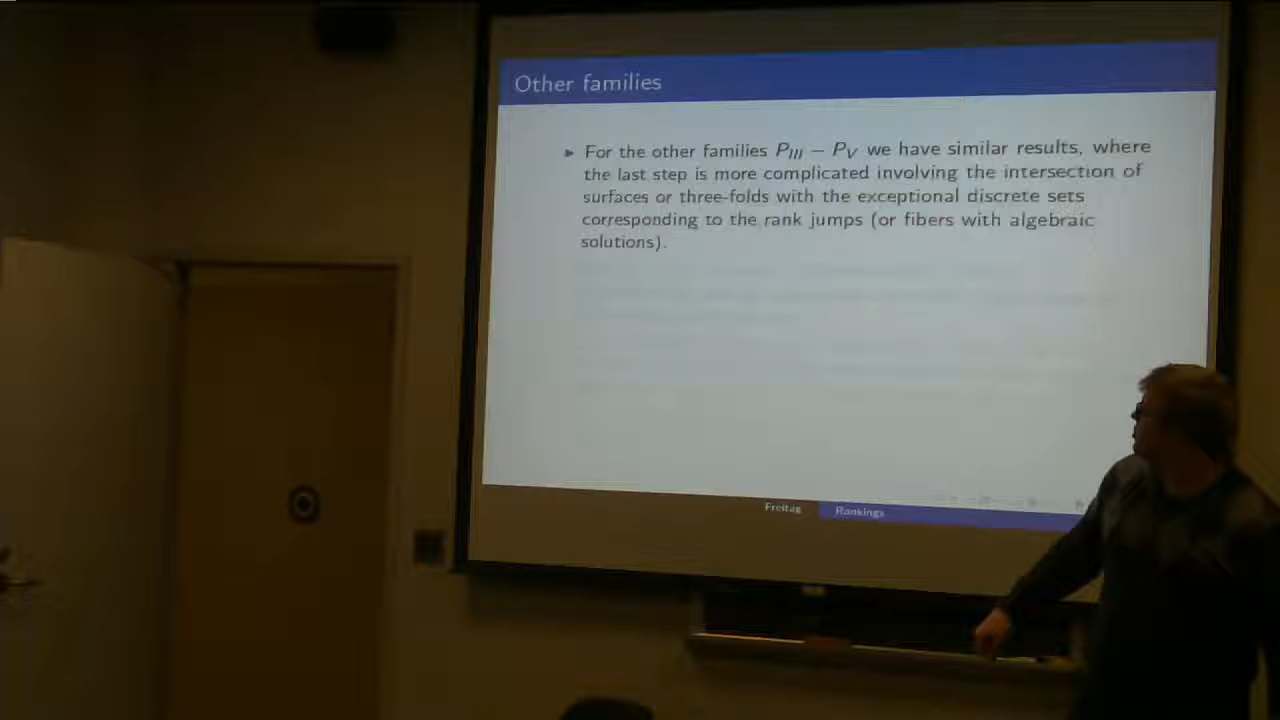 Other families
► For the other families P_III – P_V we have similar results, where
the last step is more complicated involving the intersection of
surfaces or three-folds with the exceptional discrete sets
corresponding to the rank jumps (or fibers with algebraic
solutions).
Freitag Rankings